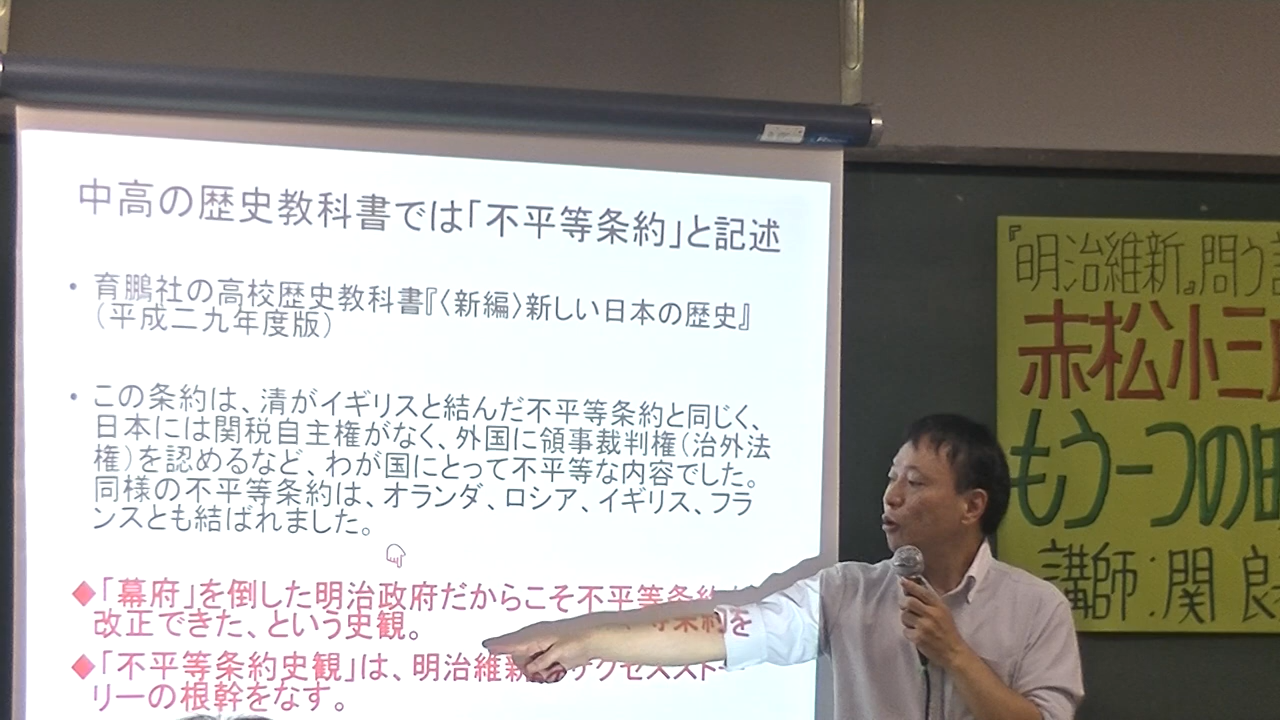 中高の歴史教科書では「不平等条約」と記述
・育鵬社の高校歴史教科書『〈新編〉新しい日本の歴史』
（平成二九年度版）
・この条約は、清がイギリスと結んだ不平等条約と同じく、
日本には関税自主権がなく、外国に領事裁判権（治外法
権）を認めるなど、わが国にとって不平等な内容でした。
同様の不平等条約は、オランダ、ロシア、イギリス、フラ
ンスとも結ばれました。
◆「幕府」を倒した明治政府だからこそ不平等条約
改正できた、という史観。
◆「不平等条約史観」は、明治維新
リーの根幹をなす。
『明治維新』問う
赤松小三
もう一つの明
講師:関 良